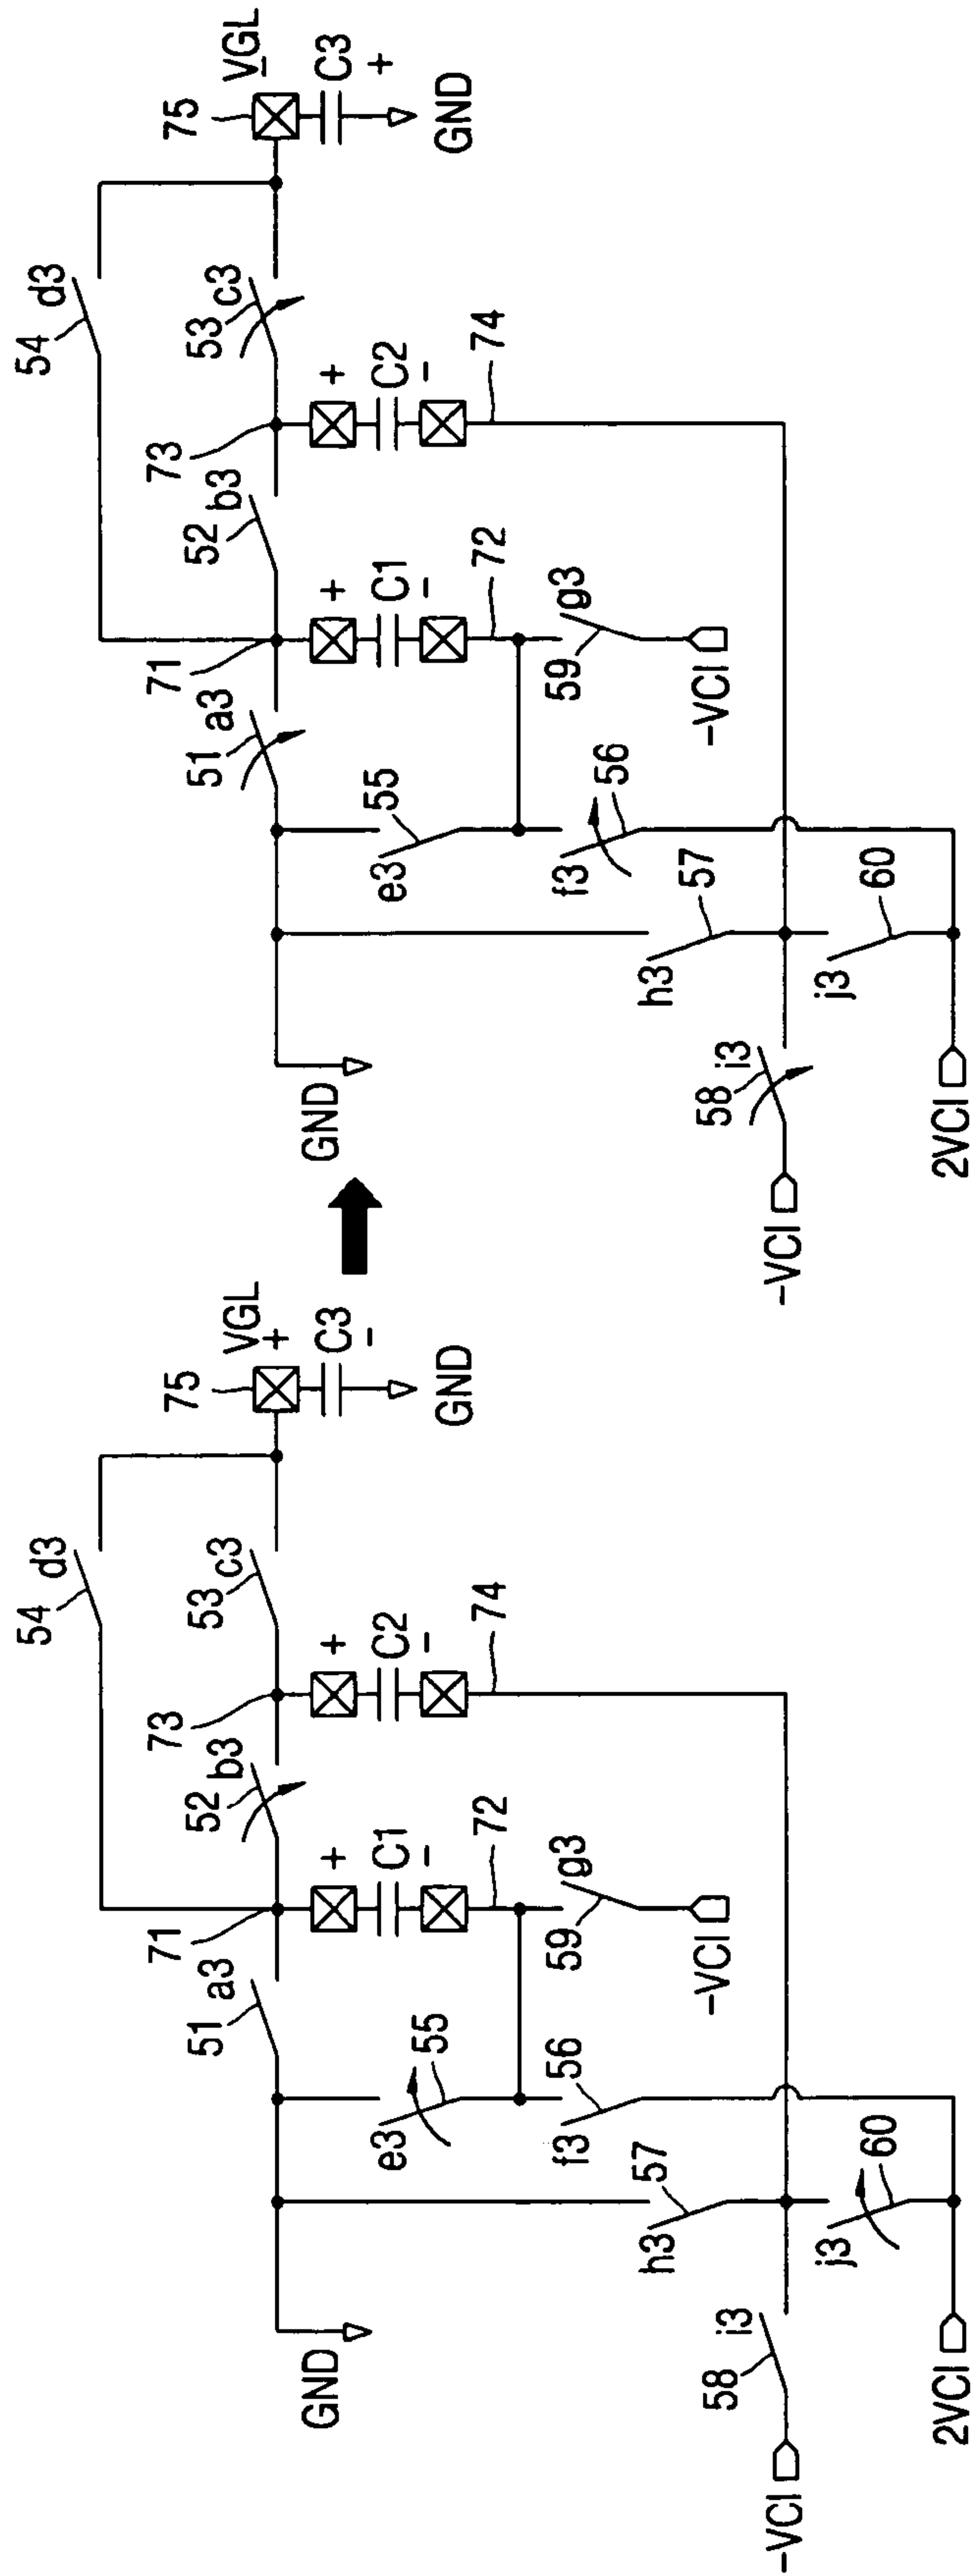 54 d3
VGL
75 +
C3
-
GND
51 a3
52 b3
53 c3
71
73
+
C1
-
+
C2
-
72
74
e3 55
f3 56
g3
59
-VCI
GND
h3 57
58 i3
-VCI
j3 60
2VCI
54 d3
VGL
75 -
C3
+
GND
51 a3
52 b3
53 c3
71
73
+
C1
-
+
C2
-
72
74
e3 55
f3 56
g3
59
-VCI
GND
h3 57
58 i3
-VCI
j3 60
2VCI